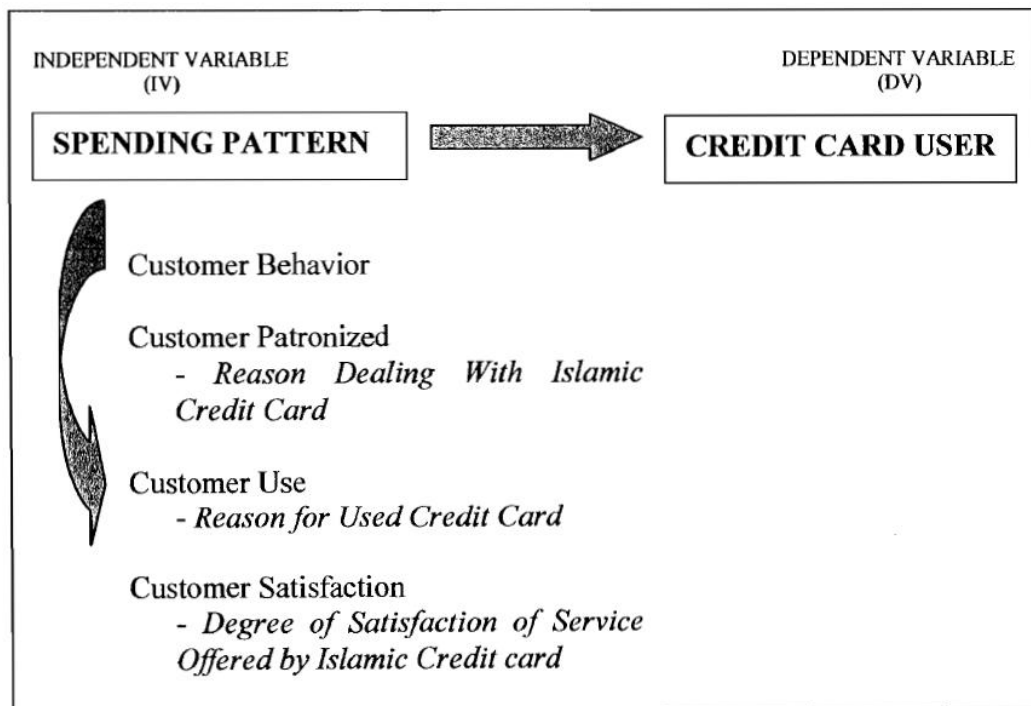 INDEPENDENT VARIABLE
(IV)
DEPENDENT VARIABLE
(DV)
SPENDING PATTERN
CREDIT CARD USER
Customer Behavior
Customer Patronized
- Reason Dealing With Islamic
Credit Card
Customer Use
- Reason for Used Credit Card
Customer Satisfaction
- Degree of Satisfaction of Service
Offered by Islamic Credit card